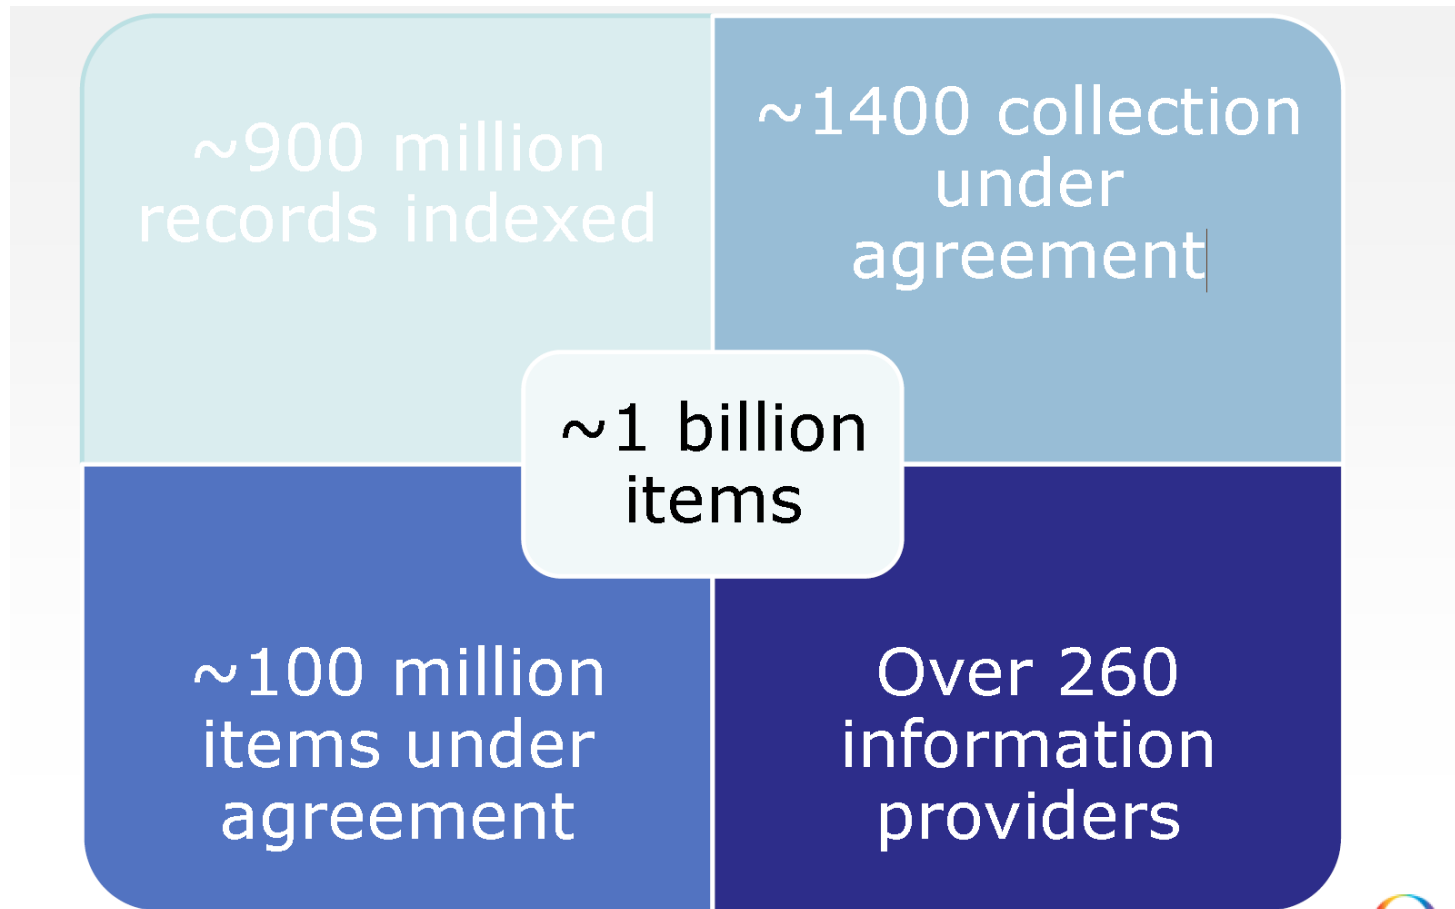 ~900 million
records indexed
~1400 collection
under
agreement
~1 billion
items
~100 million
items under
agreement
Over 260
information
providers